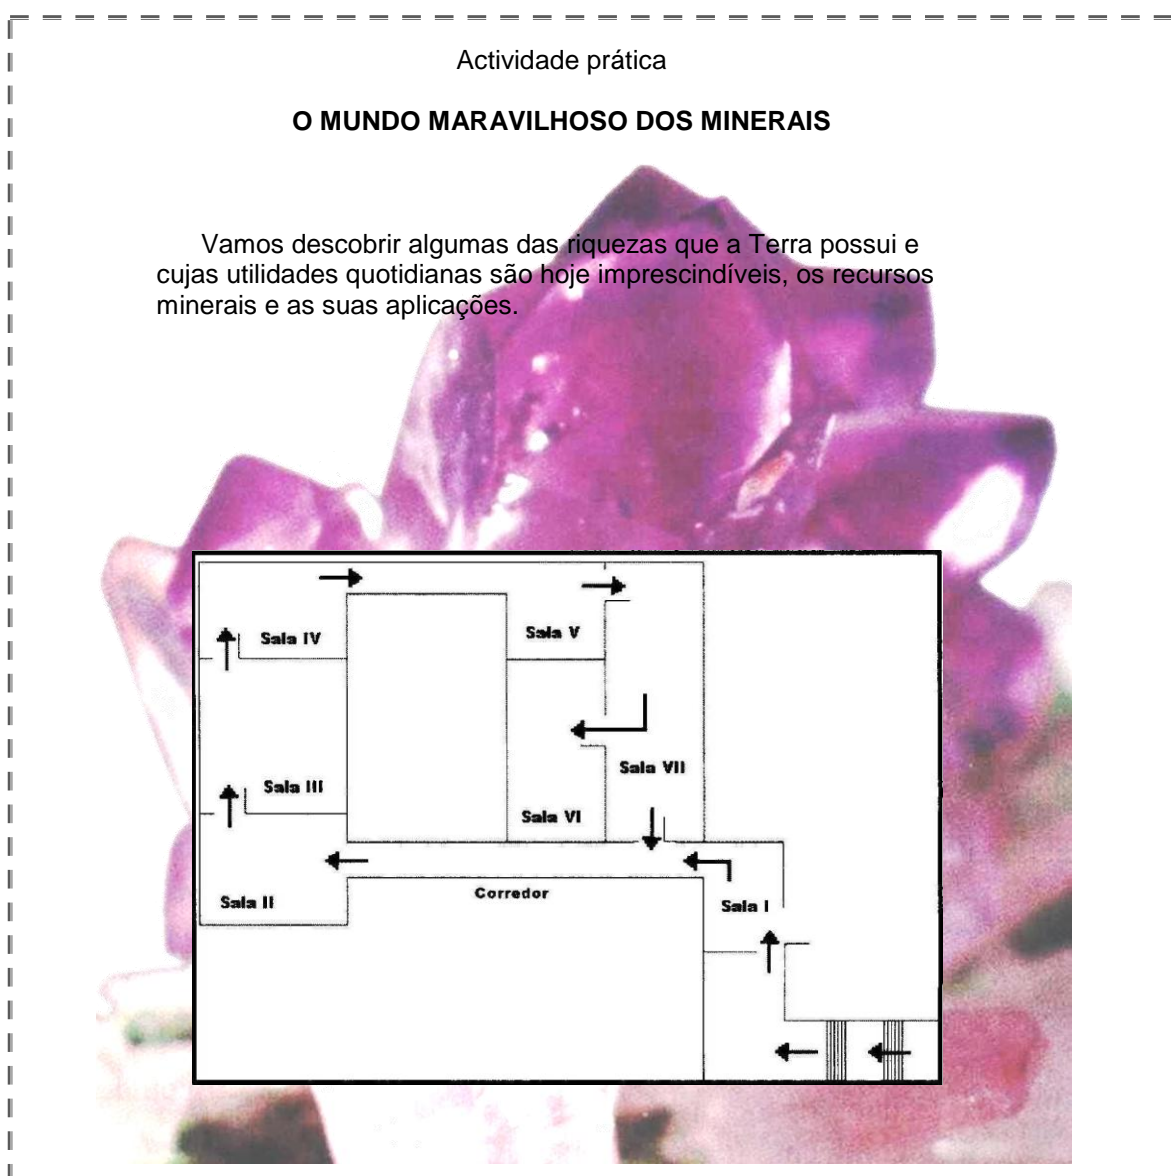 Actividade prática
O MUNDO MARAVILHOSO DOS MINERAIS
Vamos descobrir algumas das riquezas que a Terra possui e
cujas utilidades quotidianas são hoje imprescindíveis, os recursos
minerais e as suas aplicações.
Sala IV
Sala V
Sala III
Sala VII
Sala VI
Sala II
Corredor
Sala I